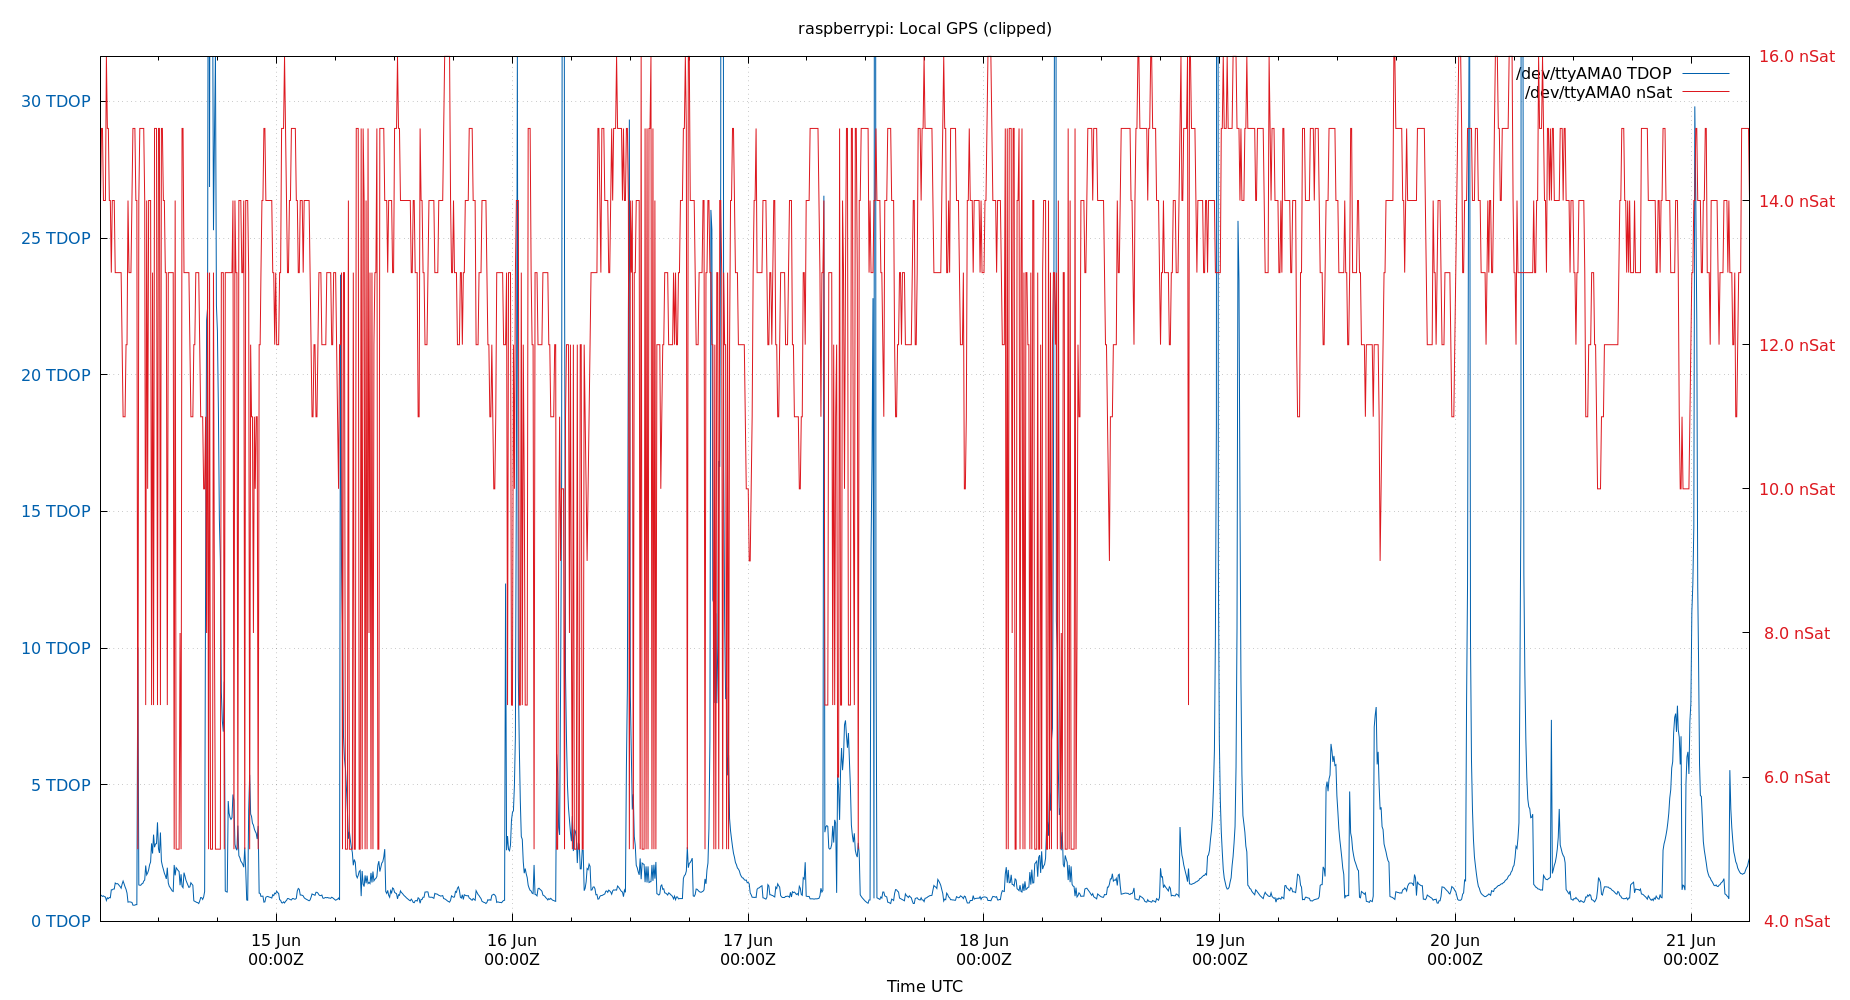 raspberrypi: Local GPS (clipped)
16.0 nSat
/dev/ttyAMA0 TDOP
/dev/ttyAMA0 nSat
30 TDOP
14.0 nSat
25 TDOP
20 TDOP
12.0 nSat
15 TDOP
10.0 nSat
10 TDOP
8.0 nSat
5 TDOP
6.0 nSat
0 TDOP
4.0 nSat
15 Jun 16 Jun 17 Jun 18 Jun 19 Jun 20 Jun 21 Jun
00:00Z 00:00Z 00:00Z 00:00Z 00:00Z 00:00Z 00:00Z
Time UTC